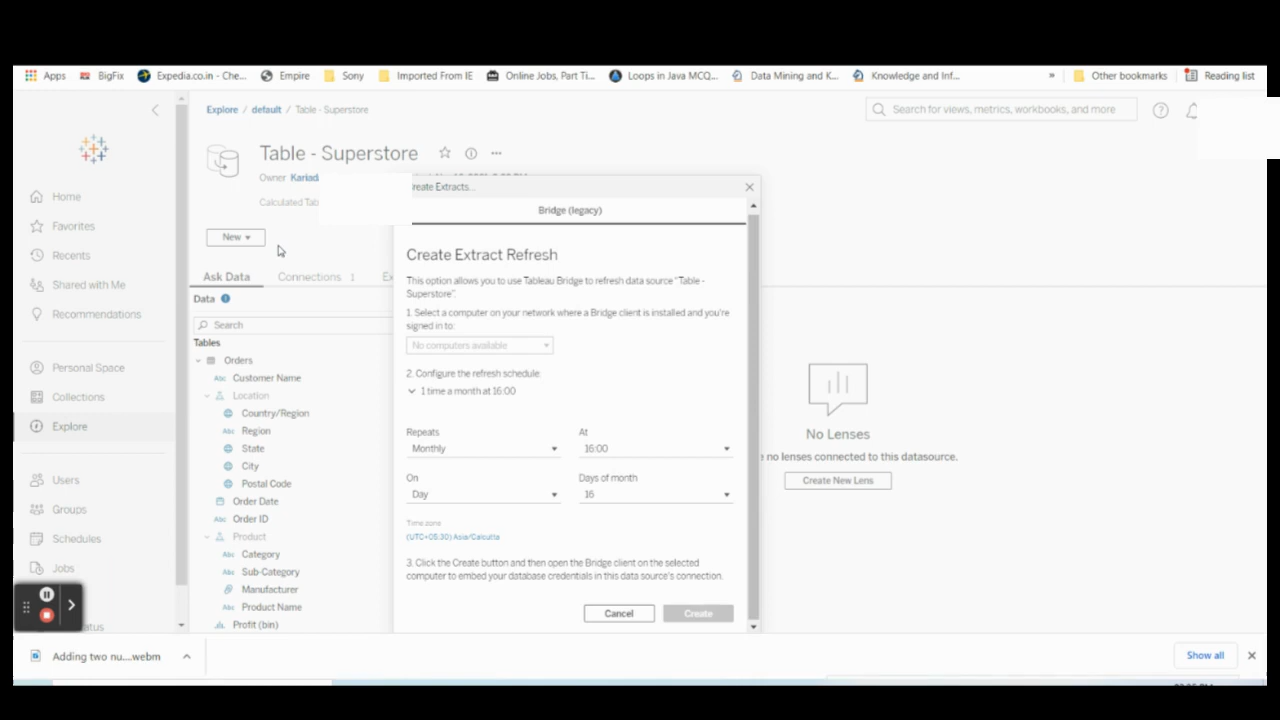 Apps BigFix Expedia.co.in - Che... Empire Sony Imported From IE Online Jobs, Part Ti... Loops in Java MCQ... Data Mining and K... Knowledge and Inf... » Other bookmarks Reading list
Explore / default / Table - Superstore
Search for views, metrics, workbooks, and more
Table - Superstore
Owner
Calculated
New
Ask Data Connections 1
Data
Search
Tables
Orders
Customer Name
Location
Country/Region
Region
State
City
Postal Code
Order Date
Order ID
Product
Category
Sub-Category
Manufacturer
Product Name
Profit (bin)
Home
Favorites
Recents
Shared with Me
Recommendations
Personal Space
Collections
Explore
Users
Groups
Schedules
Jobs
reate Extracts...
Bridge (legacy)
Create Extract Refresh
This option allows you to use Tableau Bridge to refresh data source "Table -
Superstore".
1. Select a computer on your network where a Bridge client is installed and you're
signed in to:
No computers available
2. Configure the refresh schedule:
1 time a month at 16:00
Repeats At
Monthly 16:00
On Days of month
Day 16
Time zone
(UTC+05:30) Asia/Calcutta
3. Click the Create button and then open the Bridge client on the selected
computer to embed your database credentials in this data source's connection.
Cancel Create
No Lenses
no lenses connected to this datasource.
Create New Lens
Adding two nu....webm
Show all